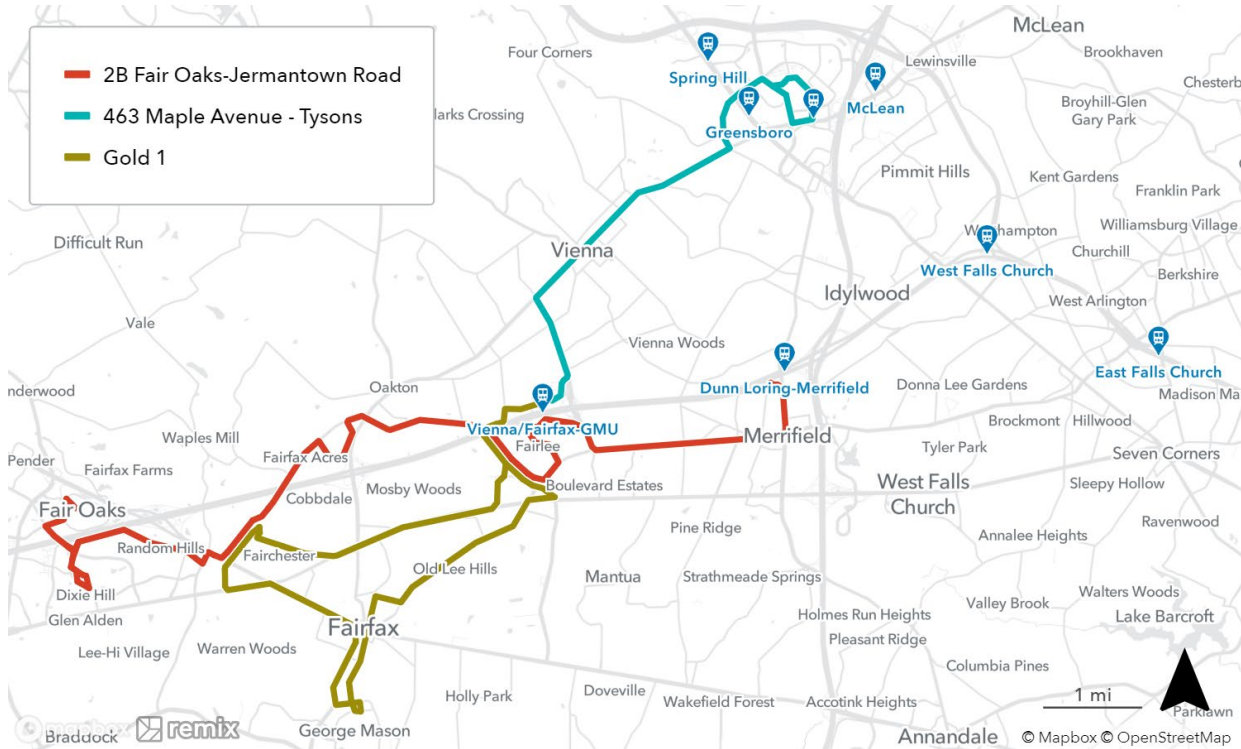 2B Fair Oaks-Jermantown Road
463 Maple Avenue - Tysons
Gold 1
McLean
Four Corners
Brookhaven
Lewinsville
Spring Hill
McLean
Broyhill-Glen
Gary Park
larks Crossing
Greensboro
Pimmit Hills
Kent Gardens
Franklin Park
Williamsburg Village
Difficult Run
Vienna
Churchill
West Falls Church
Berkshire
Idylwood
West Arlington
Vale
Vienna Woods
East Falls Church
nderwood
Oakton
Dunn Loring-Merrifield
Donna Lee Gardens
Madison Ma
Waples Mill
Vienna/Fairfax-GMU
Merrifield
Brockmont
Hillwood
Pender
Fairfax Acres
Fairlee
Tyler Park
Seven Corners
Fairfax Farms
Cobbdale
Mosby Woods
Boulevard Estates
West Falls
Church
Sleepy Hollow
Fair Oaks
Pine Ridge
Ravenwood
Random Hills
Fairchester
Annalee Heights
Old Lee Hills
Mantua
Strathmeade Springs
Dixie Hill
Valley Brook
Walters Woods
Glen Alden
Fairfax
Holmes Run Heights
Lake Barcroft
Lee-Hi Village
Warren Woods
Pleasant Ridge
Columbia Pines
Holly Park
Doveville
Wakefield Forest
Accotink Heights
1 mi
Parklawn
mapbox
remix
George Mason
Braddock
Annandale
© Mapbox © OpenStreetMap